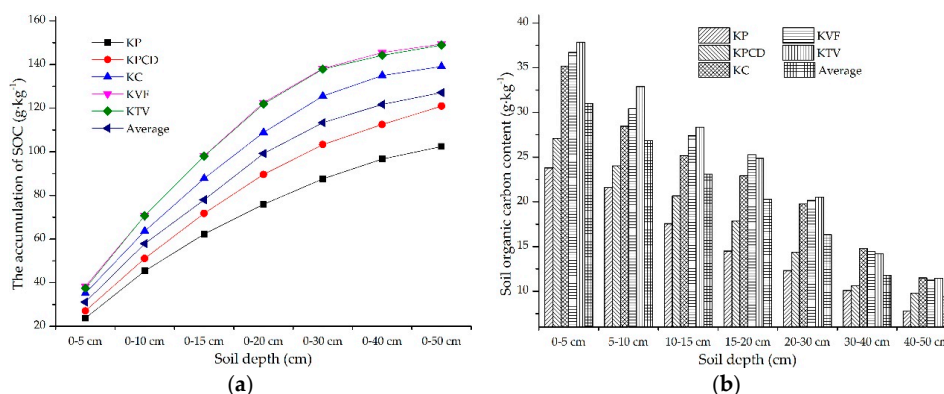 The accumulation of SOC (g·kg⁻¹)
160
140
120
100
80
60
40
20
KP
KPCD
KC
KVF
KTV
Average
0-5 cm 0-10 cm 0-15 cm 0-20 cm 0-30 cm 0-40 cm 0-50 cm
Soil depth (cm)
(a)
Soil organic carbon content (g·kg⁻¹)
40
35
30
25
20
15
10
KP KVF
KPCD KTV
KC Average
0-5 cm 5-10 cm 10-15 cm 15-20 cm 20-30 cm 30-40 cm 40-50 cm
Soil depth (cm)
(b)